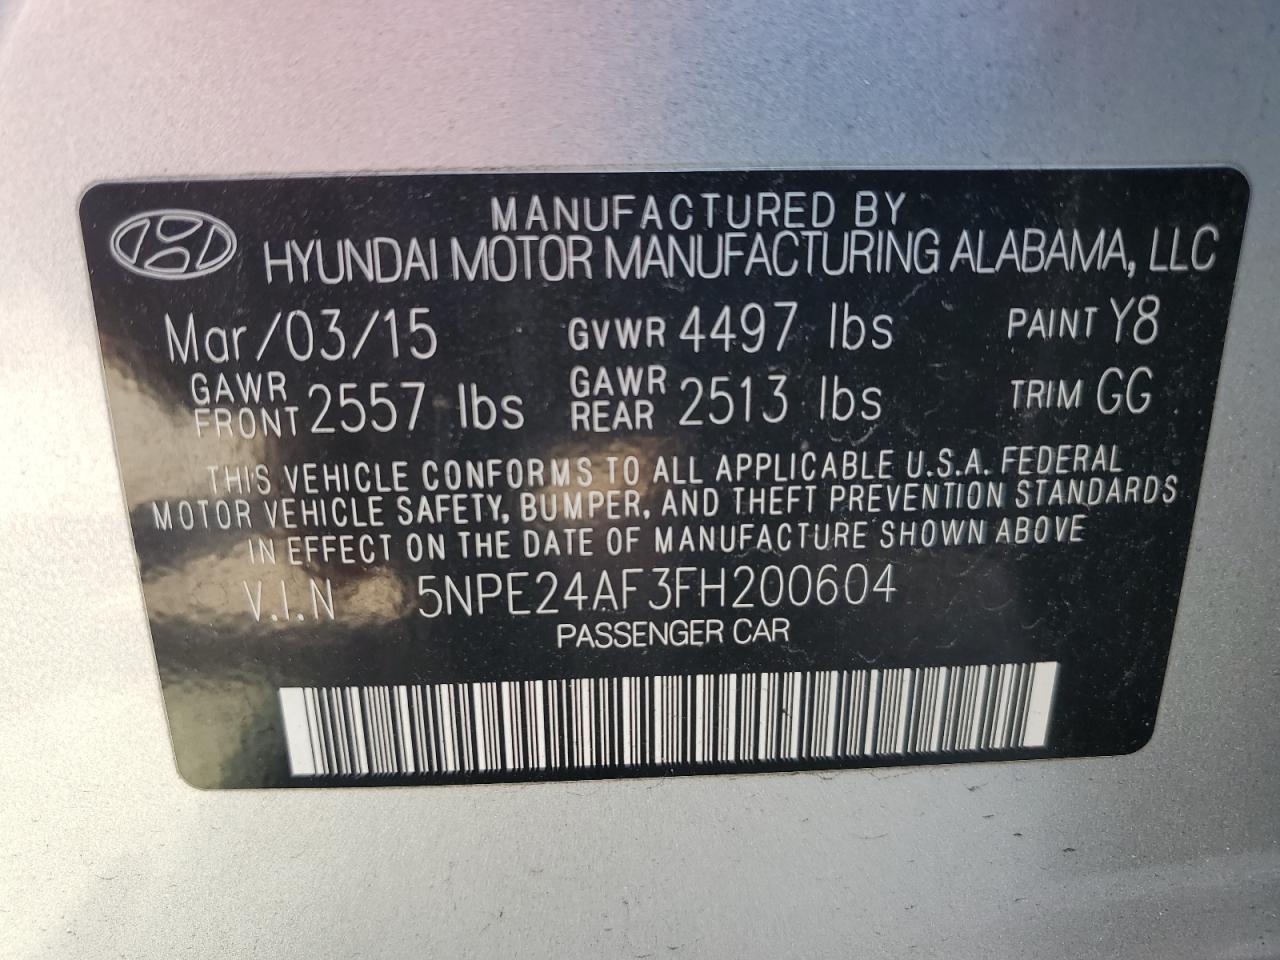 MANUFACTURED BY
HYUNDAI MOTOR MANUFACTURING ALABAMA, LLC
Mar/03/15 GVWR 4497 lbs PAINT Y8
GAWR FRONT 2557 lbs GAWR REAR 2513 lbs TRIM GG
THIS VEHICLE CONFORMS TO ALL APPLICABLE U.S.A. FEDERAL
MOTOR VEHICLE SAFETY, BUMPER, AND THEFT PREVENTION STANDARDS
IN EFFECT ON THE DATE OF MANUFACTURE SHOWN ABOVE
V.I.N 5NPE24AF3FH200604
PASSENGER CAR